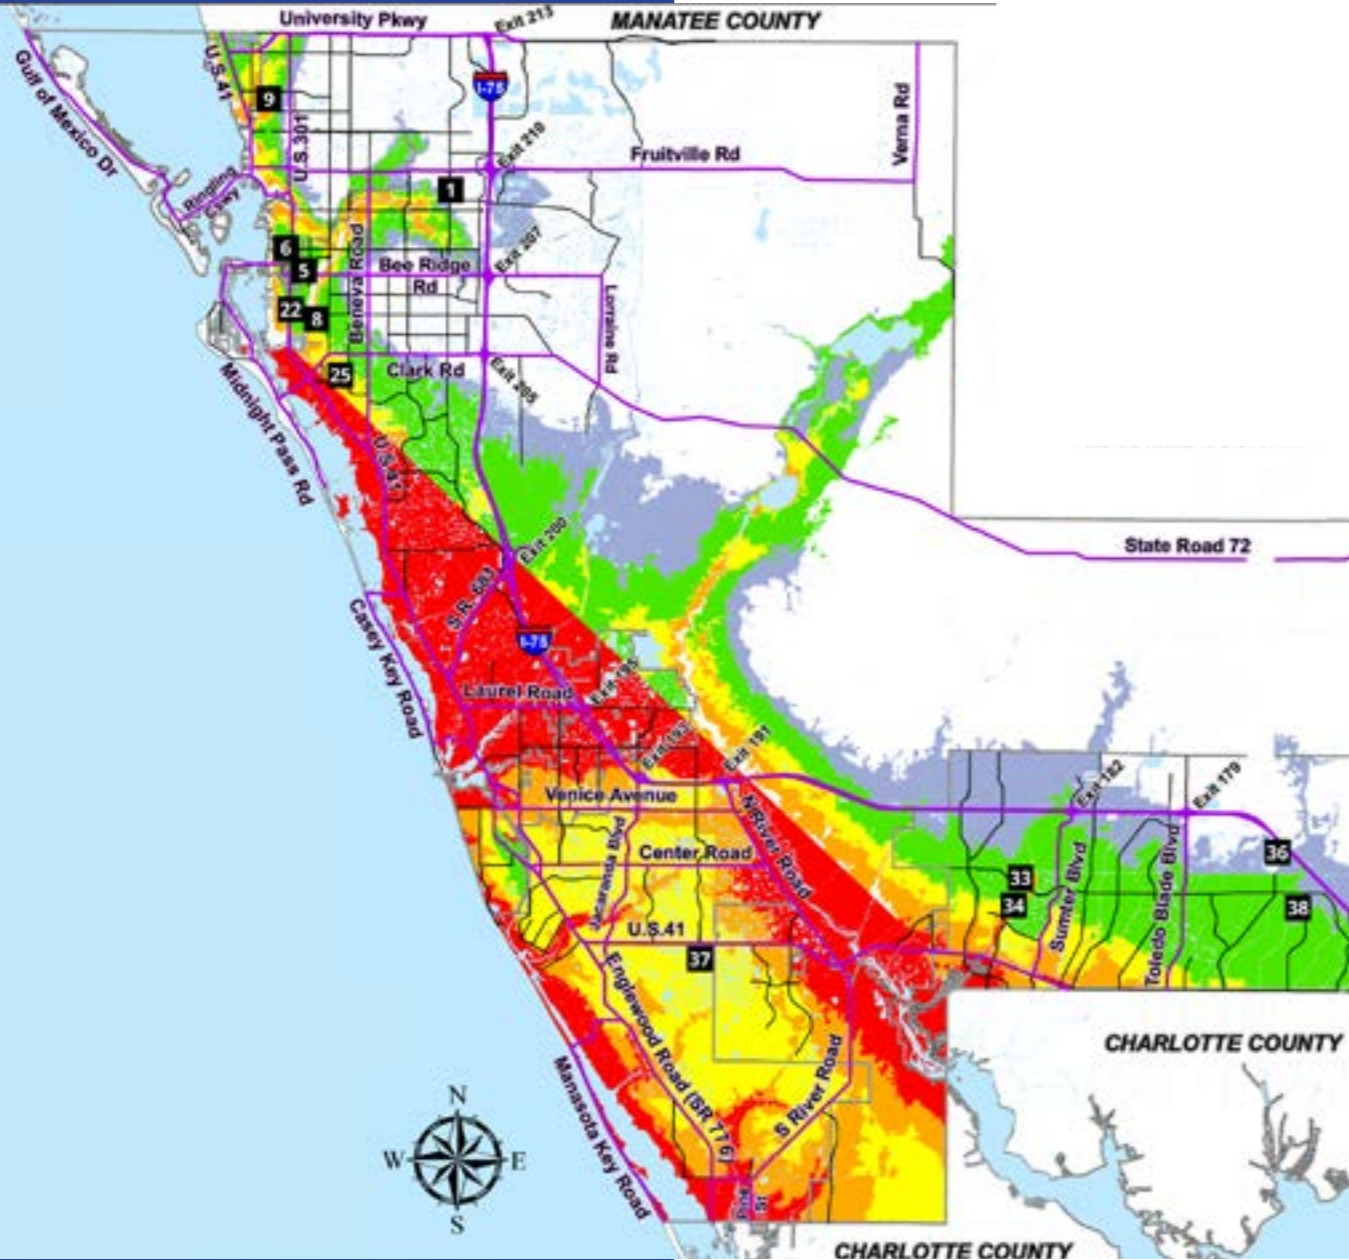 University Pkwy
Exit 213
MANATEE COUNTY
U.S.41
Gulf of Mexico Dr
I-75
9
U.S.301
Verna Rd
Exit 210
Fruitville Rd
1
Ringling
Cswy
6
5
Beneva Road
Bee Ridge
Rd
Exit 207
22
8
Lorraine Rd
25
Clark Rd
Exit 205
Midnight Pass Rd
U.S.41
Exit 200
State Road 72
S.R. 681
I-75
Casey Key Road
Laurel Road
Exit 195
Exit 193
Exit 191
Venice Avenue
N River Road
Exit 182
Exit 179
Jacaranda Blvd
Center Road
33
34
Sumter Blvd
Toledo Blade Blvd
36
38
U.S.41
37
Englewood Road (SR 776)
S River Road
Manasota Key Road
Pine
St
CHARLOTTE COUNTY
N
W
E
S
CHARLOTTE COUNTY